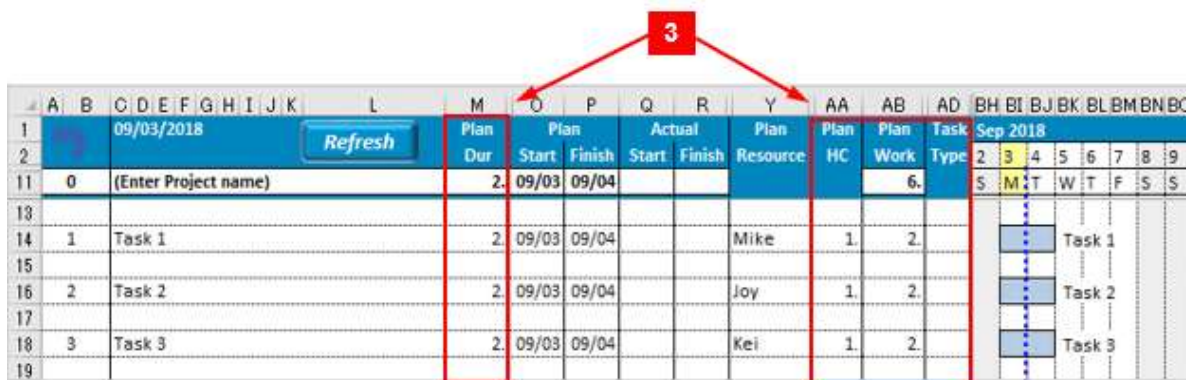 3
A B C D E F G H I J K L M O P Q R Y AA AB AD BH BI BJ BK BL BM BN BO
1 09/03/2018 Refresh Plan Plan Actual Plan Plan Plan Task Sep 2018
2 Dur Start Finish Start Finish Resource HC Work Type 2 3 4 5 6 7 8 9
11 0 (Enter Project name) 2. 09/03 09/04 6. S M T W T F S S
13
14 1 Task 1 2. 09/03 09/04 Mike 1. 2. Task 1
15
16 2 Task 2 2. 09/03 09/04 Joy 1. 2. Task 2
17
18 3 Task 3 2. 09/03 09/04 Kei 1. 2. Task 3
19